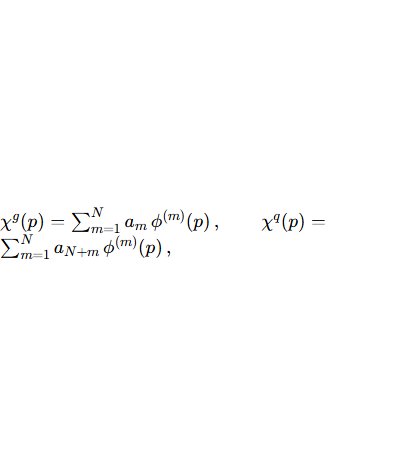 χ^g(p) = ∑_{m=1}^{N} a_m ϕ^{(m)}(p) , χ^q(p) =
∑_{m=1}^{N} a_{N+m} ϕ^{(m)}(p) ,